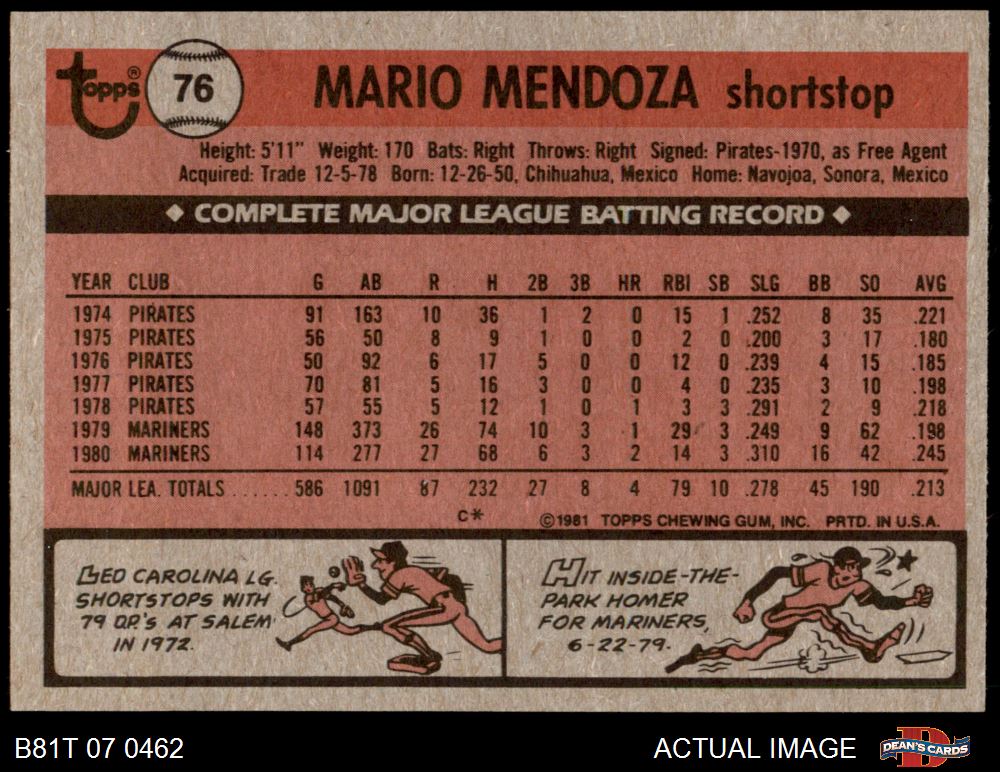 topps® 76 MARIO MENDOZA shortstop
Height: 5'11" Weight: 170 Bats: Right Throws: Right Signed: Pirates-1970, as Free Agent
Acquired: Trade 12-5-78 Born: 12-26-50, Chihuahua, Mexico Home: Navojoa, Sonora, Mexico
◆ COMPLETE MAJOR LEAGUE BATTING RECORD ◆
YEAR CLUB G AB R H 2B 3B HR RBI SB SLG BB SO AVG
1974 PIRATES 91 163 10 36 1 2 0 15 1 .252 8 35 .221
1975 PIRATES 56 50 8 9 1 0 0 2 0 .200 3 17 .180
1976 PIRATES 50 92 6 17 5 0 0 12 0 .239 4 15 .185
1977 PIRATES 70 81 5 16 3 0 0 4 0 .235 3 10 .198
1978 PIRATES 57 55 5 12 1 0 1 3 3 .291 2 9 .218
1979 MARINERS 148 373 26 74 10 3 1 29 3 .249 9 62 .198
1980 MARINERS 114 277 27 68 6 3 2 14 3 .310 16 42 .245
MAJOR LEA. TOTALS ...... 586 1091 87 232 27 8 4 79 10 .278 45 190 .213
C* ©1981 TOPPS CHEWING GUM, INC. PRTD. IN U.S.A.
LED CAROLINA LG.
SHORTSTOPS WITH
79 D.P.'S AT SALEM
IN 1972.
HIT INSIDE-THE-
PARK HOMER
FOR MARINERS,
6-22-79.
B81T 07 0462 ACTUAL IMAGE DEAN'S CARDS